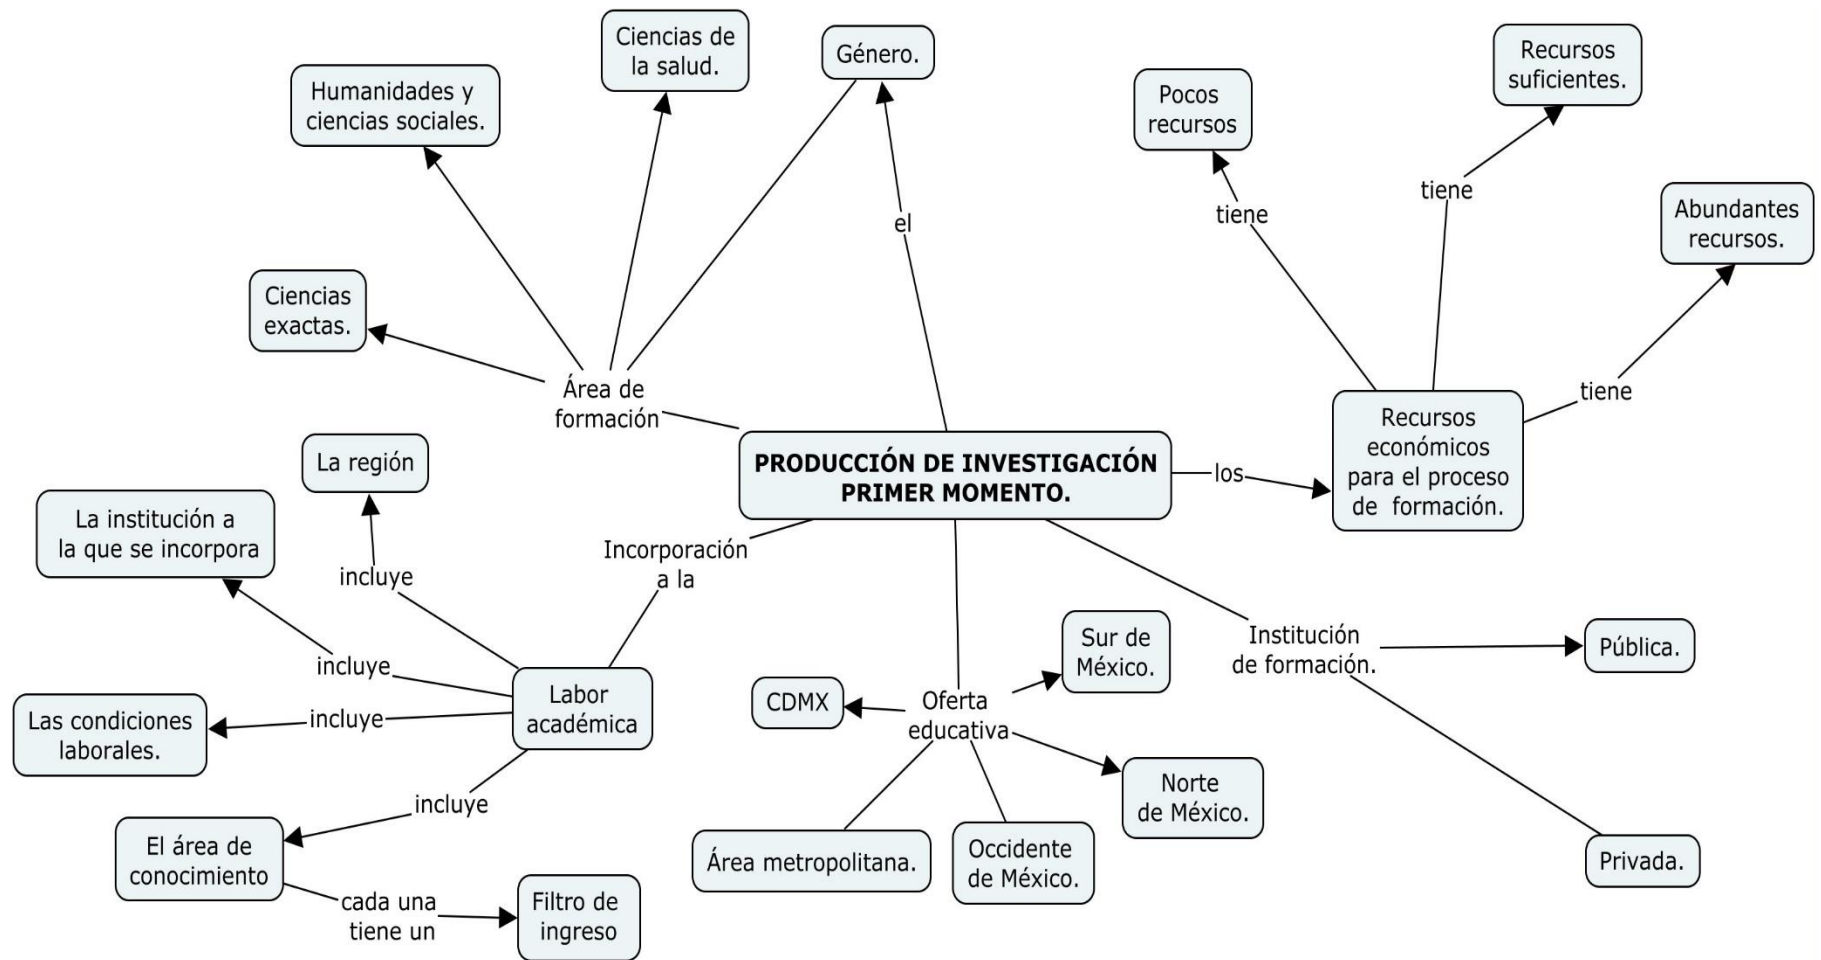 Ciencias de
la salud.
Género.
Recursos
suficientes.
Humanidades y
ciencias sociales.
Pocos
recursos
tiene
tiene
Abundantes
recursos.
el
Ciencias
exactas.
Área de
formación
tiene
Recursos
económicos
para el proceso
de formación.
La región
PRODUCCIÓN DE INVESTIGACIÓN
PRIMER MOMENTO.
los
La institución a
la que se incorpora
Incorporación
a la
incluye
incluye
Labor
académica
Las condiciones
laborales.
incluye
incluye
El área de
conocimiento
cada una
tiene un
Filtro de
ingreso
Sur de
México.
CDMX
Oferta
educativa
Norte
de México.
Área metropolitana.
Occidente
de México.
Institución
de formación.
Pública.
Privada.